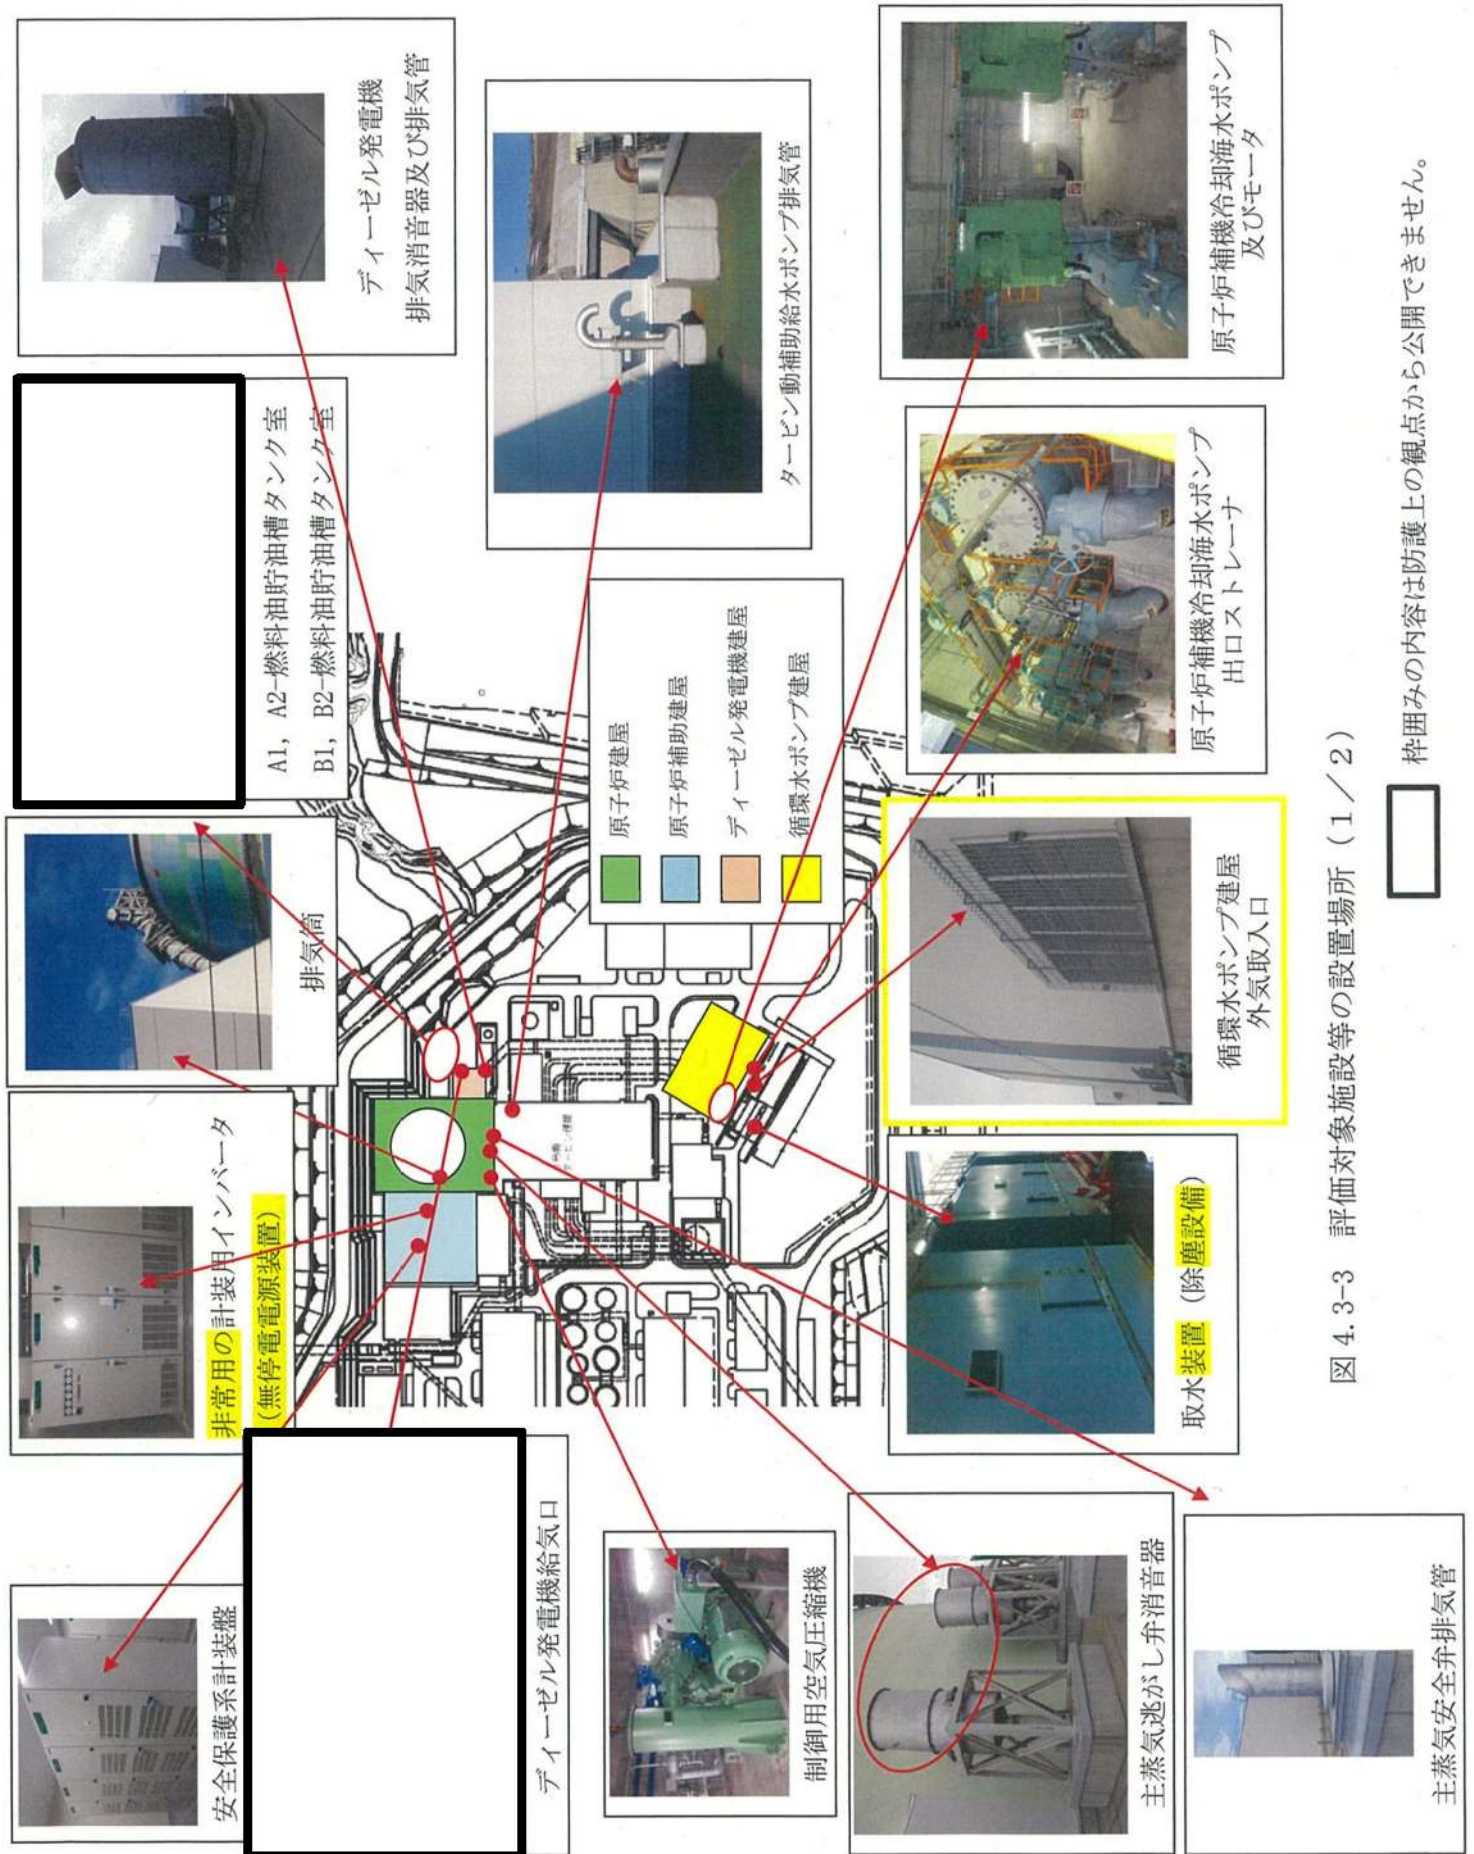 安全保護系計装盤
非常用の計装用インバータ
(無停電電源装置)
排気筒
A1, A2-燃料油貯油槽タンク室
B1, B2-燃料油貯油槽タンク室
ディーゼル発電機
排気消音器及び排気管
ディーゼル発電機給気口
タービン動補助給水ポンプ排気管
制御用空気圧縮機
原子炉建屋
原子炉補助建屋
ディーゼル発電機建屋
循環水ポンプ建屋
主蒸気逃がし弁消音器
主蒸気安全弁排気管
取水装置 (除塵設備)
循環水ポンプ建屋
外気取入口
原子炉補機冷却海水ポンプ
出口ストレーナ
原子炉補機冷却海水ポンプ
及びモータ
図 4.3-3 評価対象施設等の設置場所 (1/2)
枠囲みの内容は防護上の観点から公開できません。